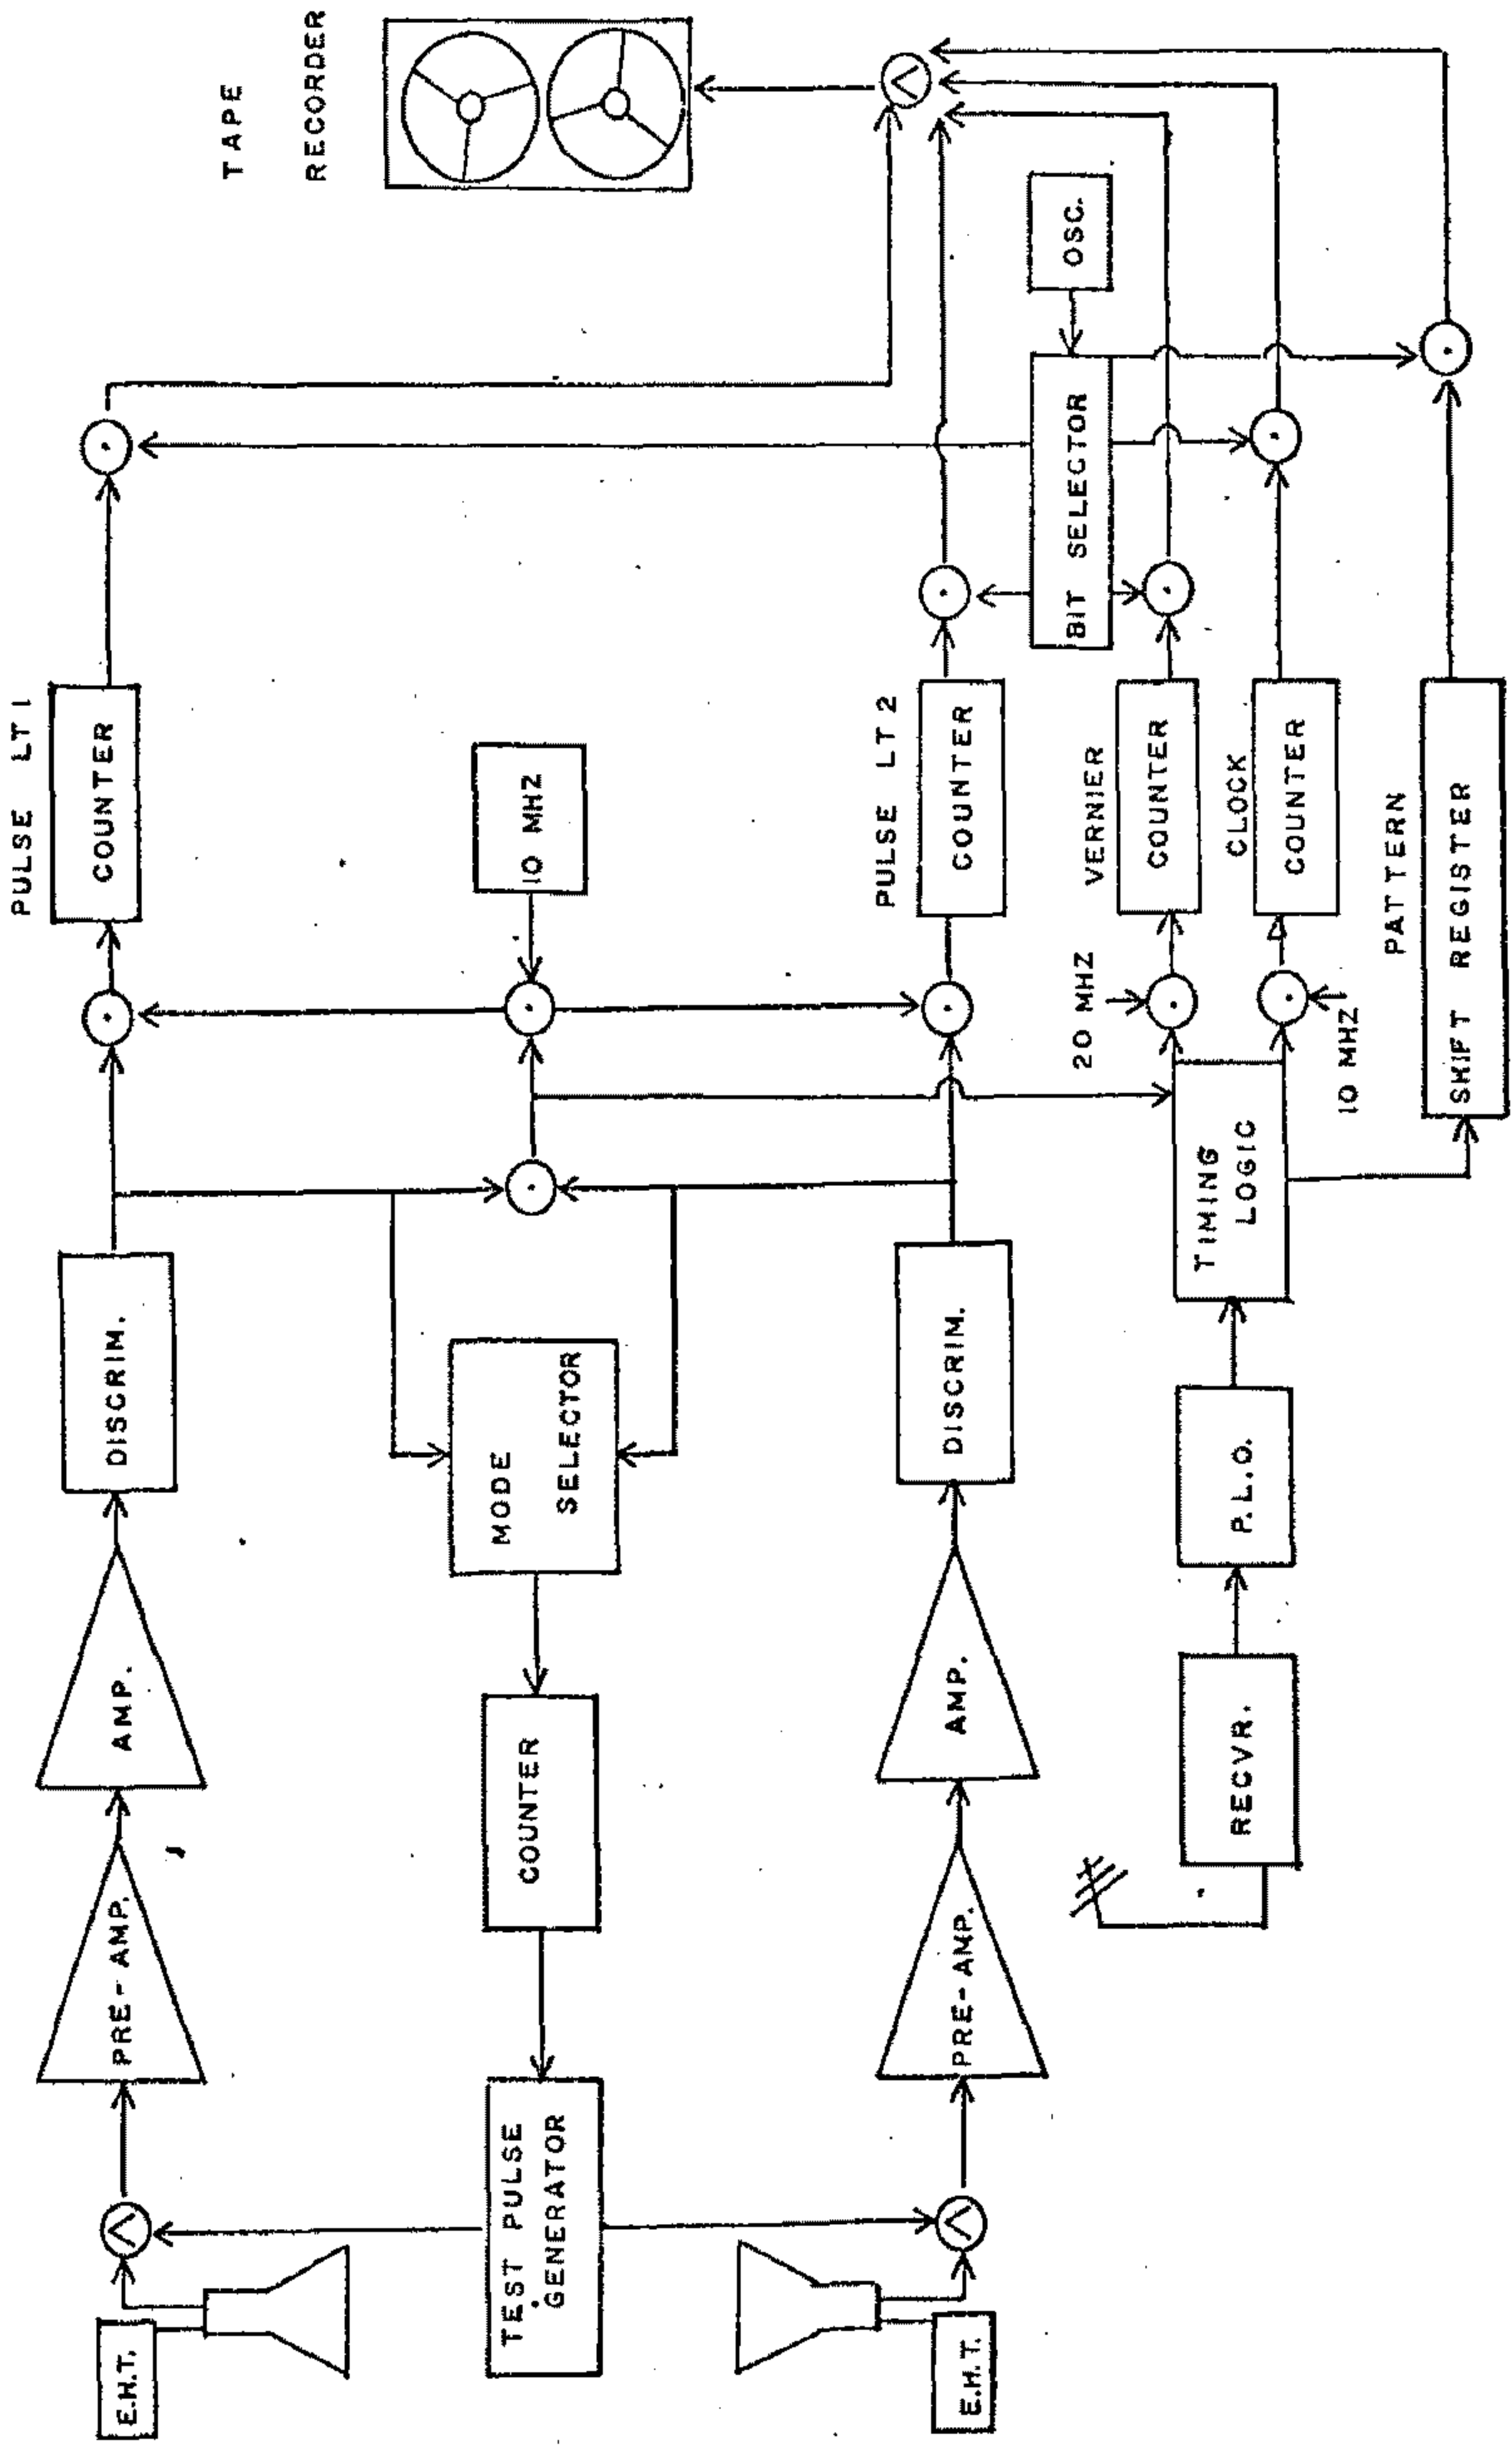 PULSE LT 1
E.H.T.
PRE-AMP.
AMP.
DISCRIM.
COUNTER
TAPE
RECORDER
TEST PULSE
GENERATOR
COUNTER
MODE
SELECTOR
10 MHZ
PULSE LT 2
E.H.T.
PRE-AMP.
AMP.
DISCRIM.
COUNTER
BIT SELECTOR
OSC.
RECVR.
P.L.O.
TIMING
LOGIC
20 MHZ
VERNIER
COUNTER
CLOCK
COUNTER
10 MHZ
PATTERN
SHIFT REGISTER